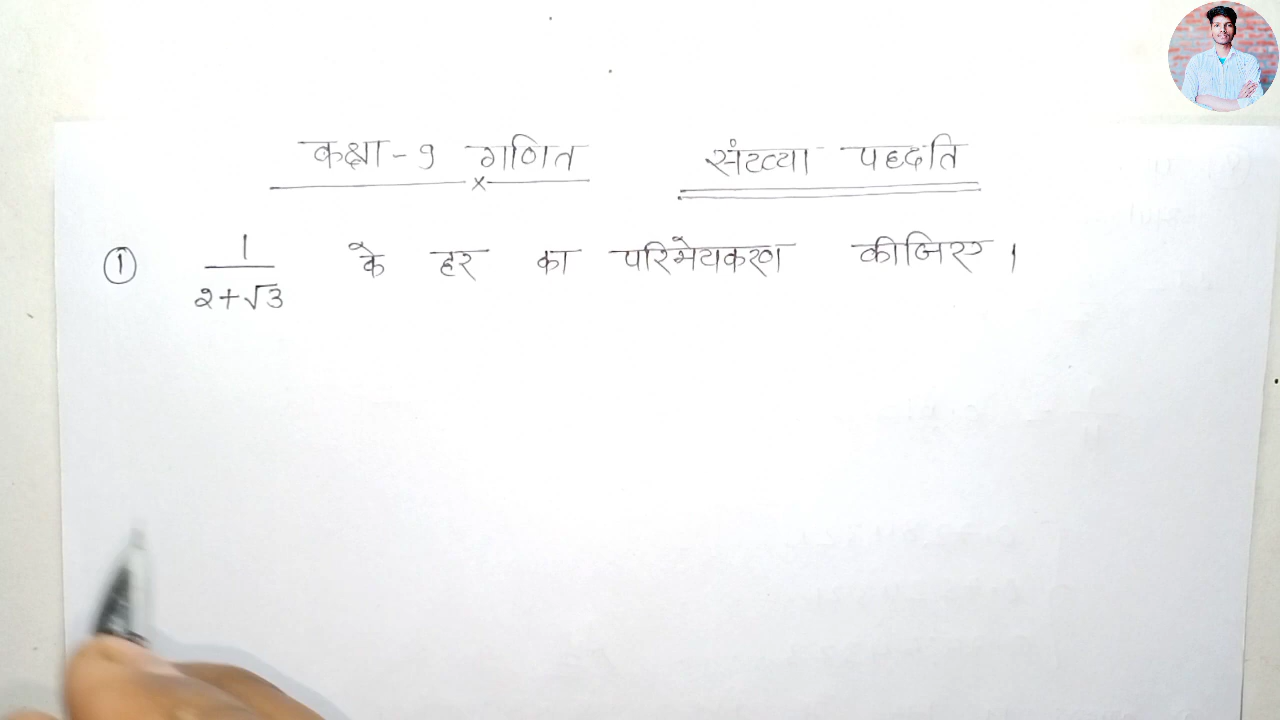 कक्षा - 9 गणित संख्या पद्धति
① 1/2+√3 के हर का परिमेयकरण कीजिए ।